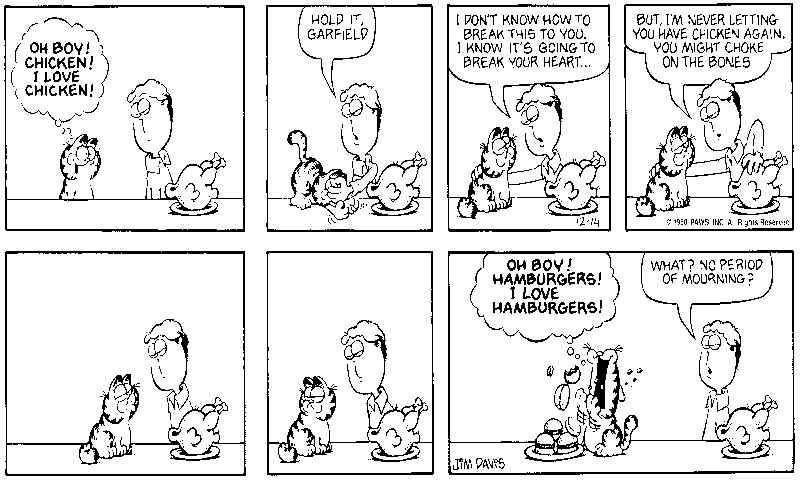 OH BOY!
CHICKEN!
I LOVE
CHICKEN!
HOLD IT,
GARFIELD
I DON'T KNOW HOW TO
BREAK THIS TO YOU.
I KNOW IT'S GOING TO
BREAK YOUR HEART...
12-14
BUT, I'M NEVER LETTING
YOU HAVE CHICKEN AGAIN.
YOU MIGHT CHOKE
ON THE BONES
© 1980 PAWS, INC. All Rights Reserved
OH BOY!
HAMBURGERS!
I LOVE
HAMBURGERS!
WHAT? NO PERIOD
OF MOURNING?
JIM DAVIS